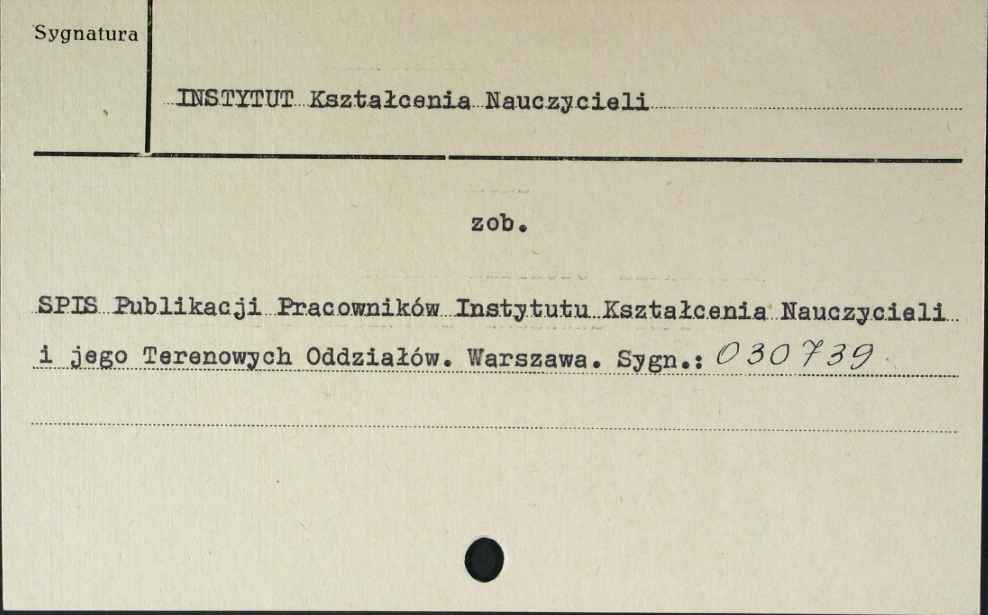 Sygnatura
INSTYTUT Kształcenia Nauczycieli
zob.
SPIS Publikacji Pracowników Instytutu Kształcenia Nauczycieli
i jego Terenowych Oddziałów. Warszawa. Sygn.: 030739